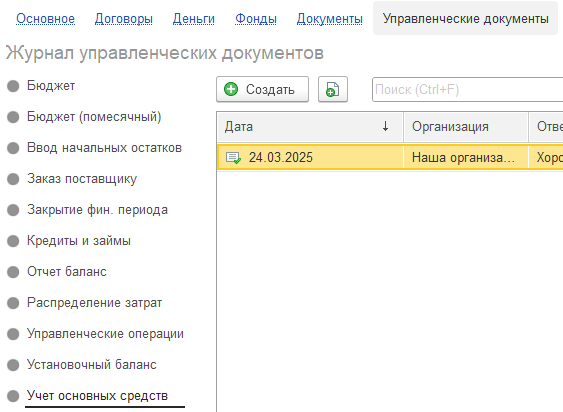 Основное Договоры Деньги Фонды Документы Управленческие документы
Журнал управленческих документов
Бюджет
Бюджет (помесячный)
Ввод начальных остатков
Заказ поставщику
Закрытие фин. периода
Кредиты и займы
Отчет баланс
Распределение затрат
Управленческие операции
Установочный баланс
Учет основных средств
Создать
Поиск (Ctrl+F)
Дата ↓ Организация Отве
24.03.2025 Наша организа... Хоро